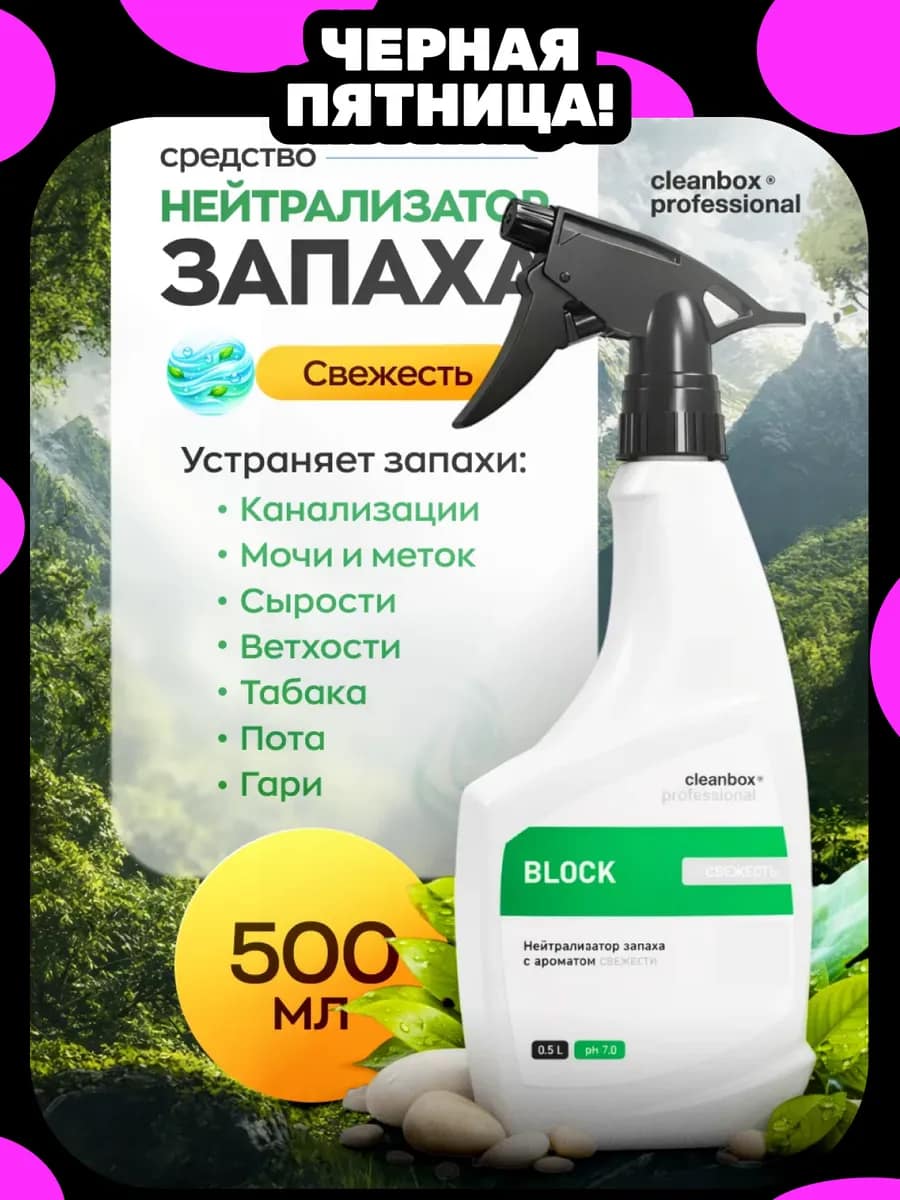 ЧЕРНАЯ
ПЯТНИЦА!
средство
НЕЙТРАЛИЗАТОР
ЗАПАХА
cleanbox ®
professional
Свежесть
Устраняет запахи:
• Канализации
• Мочи и меток
• Сырости
• Ветхости
• Табака
• Пота
• Гари
500
мл
cleanbox®
professional
BLOCK
СВЕЖЕСТЬ
Нейтрализатор запаха
с ароматом СВЕЖЕСТИ
0.5 L
pH 7.0